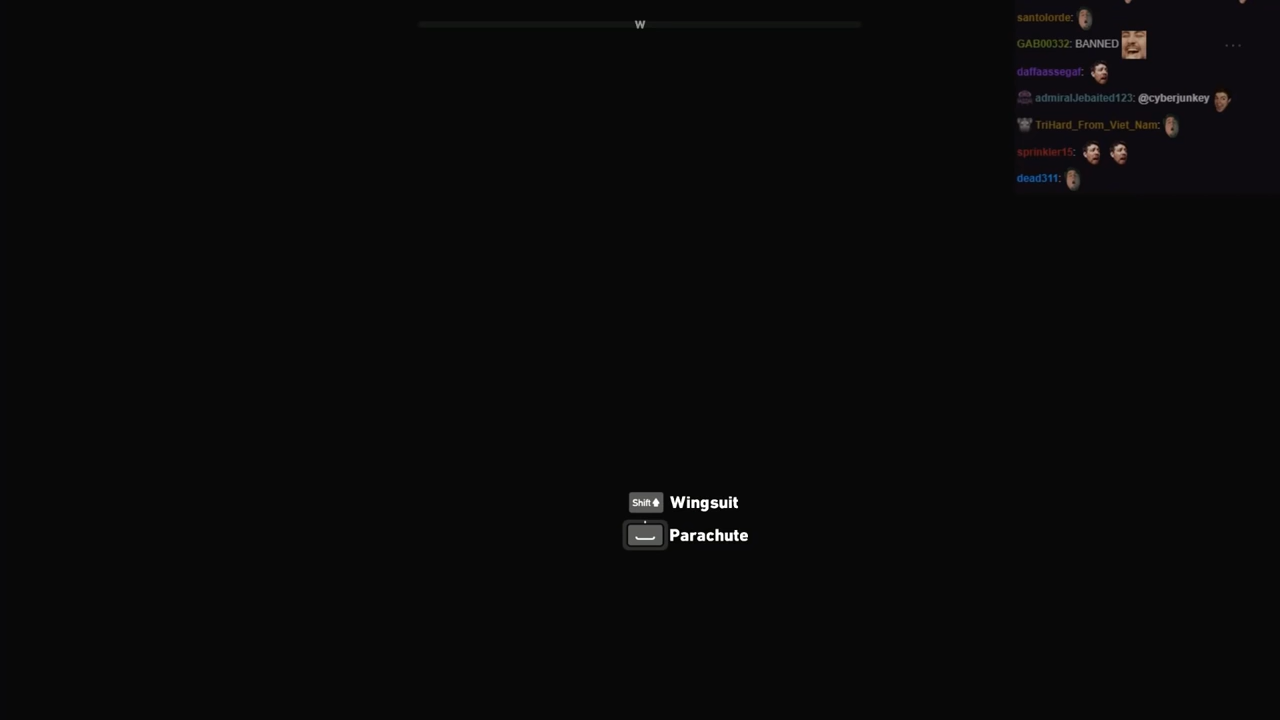 W
santolorde:
GAB00332: BANNED
daffaassegaf:
admiralJebaited123: @cyberjunkey
TriHard_From_Viet_Nam:
sprinkler15:
dead311:
Shift Wingsuit
Parachute